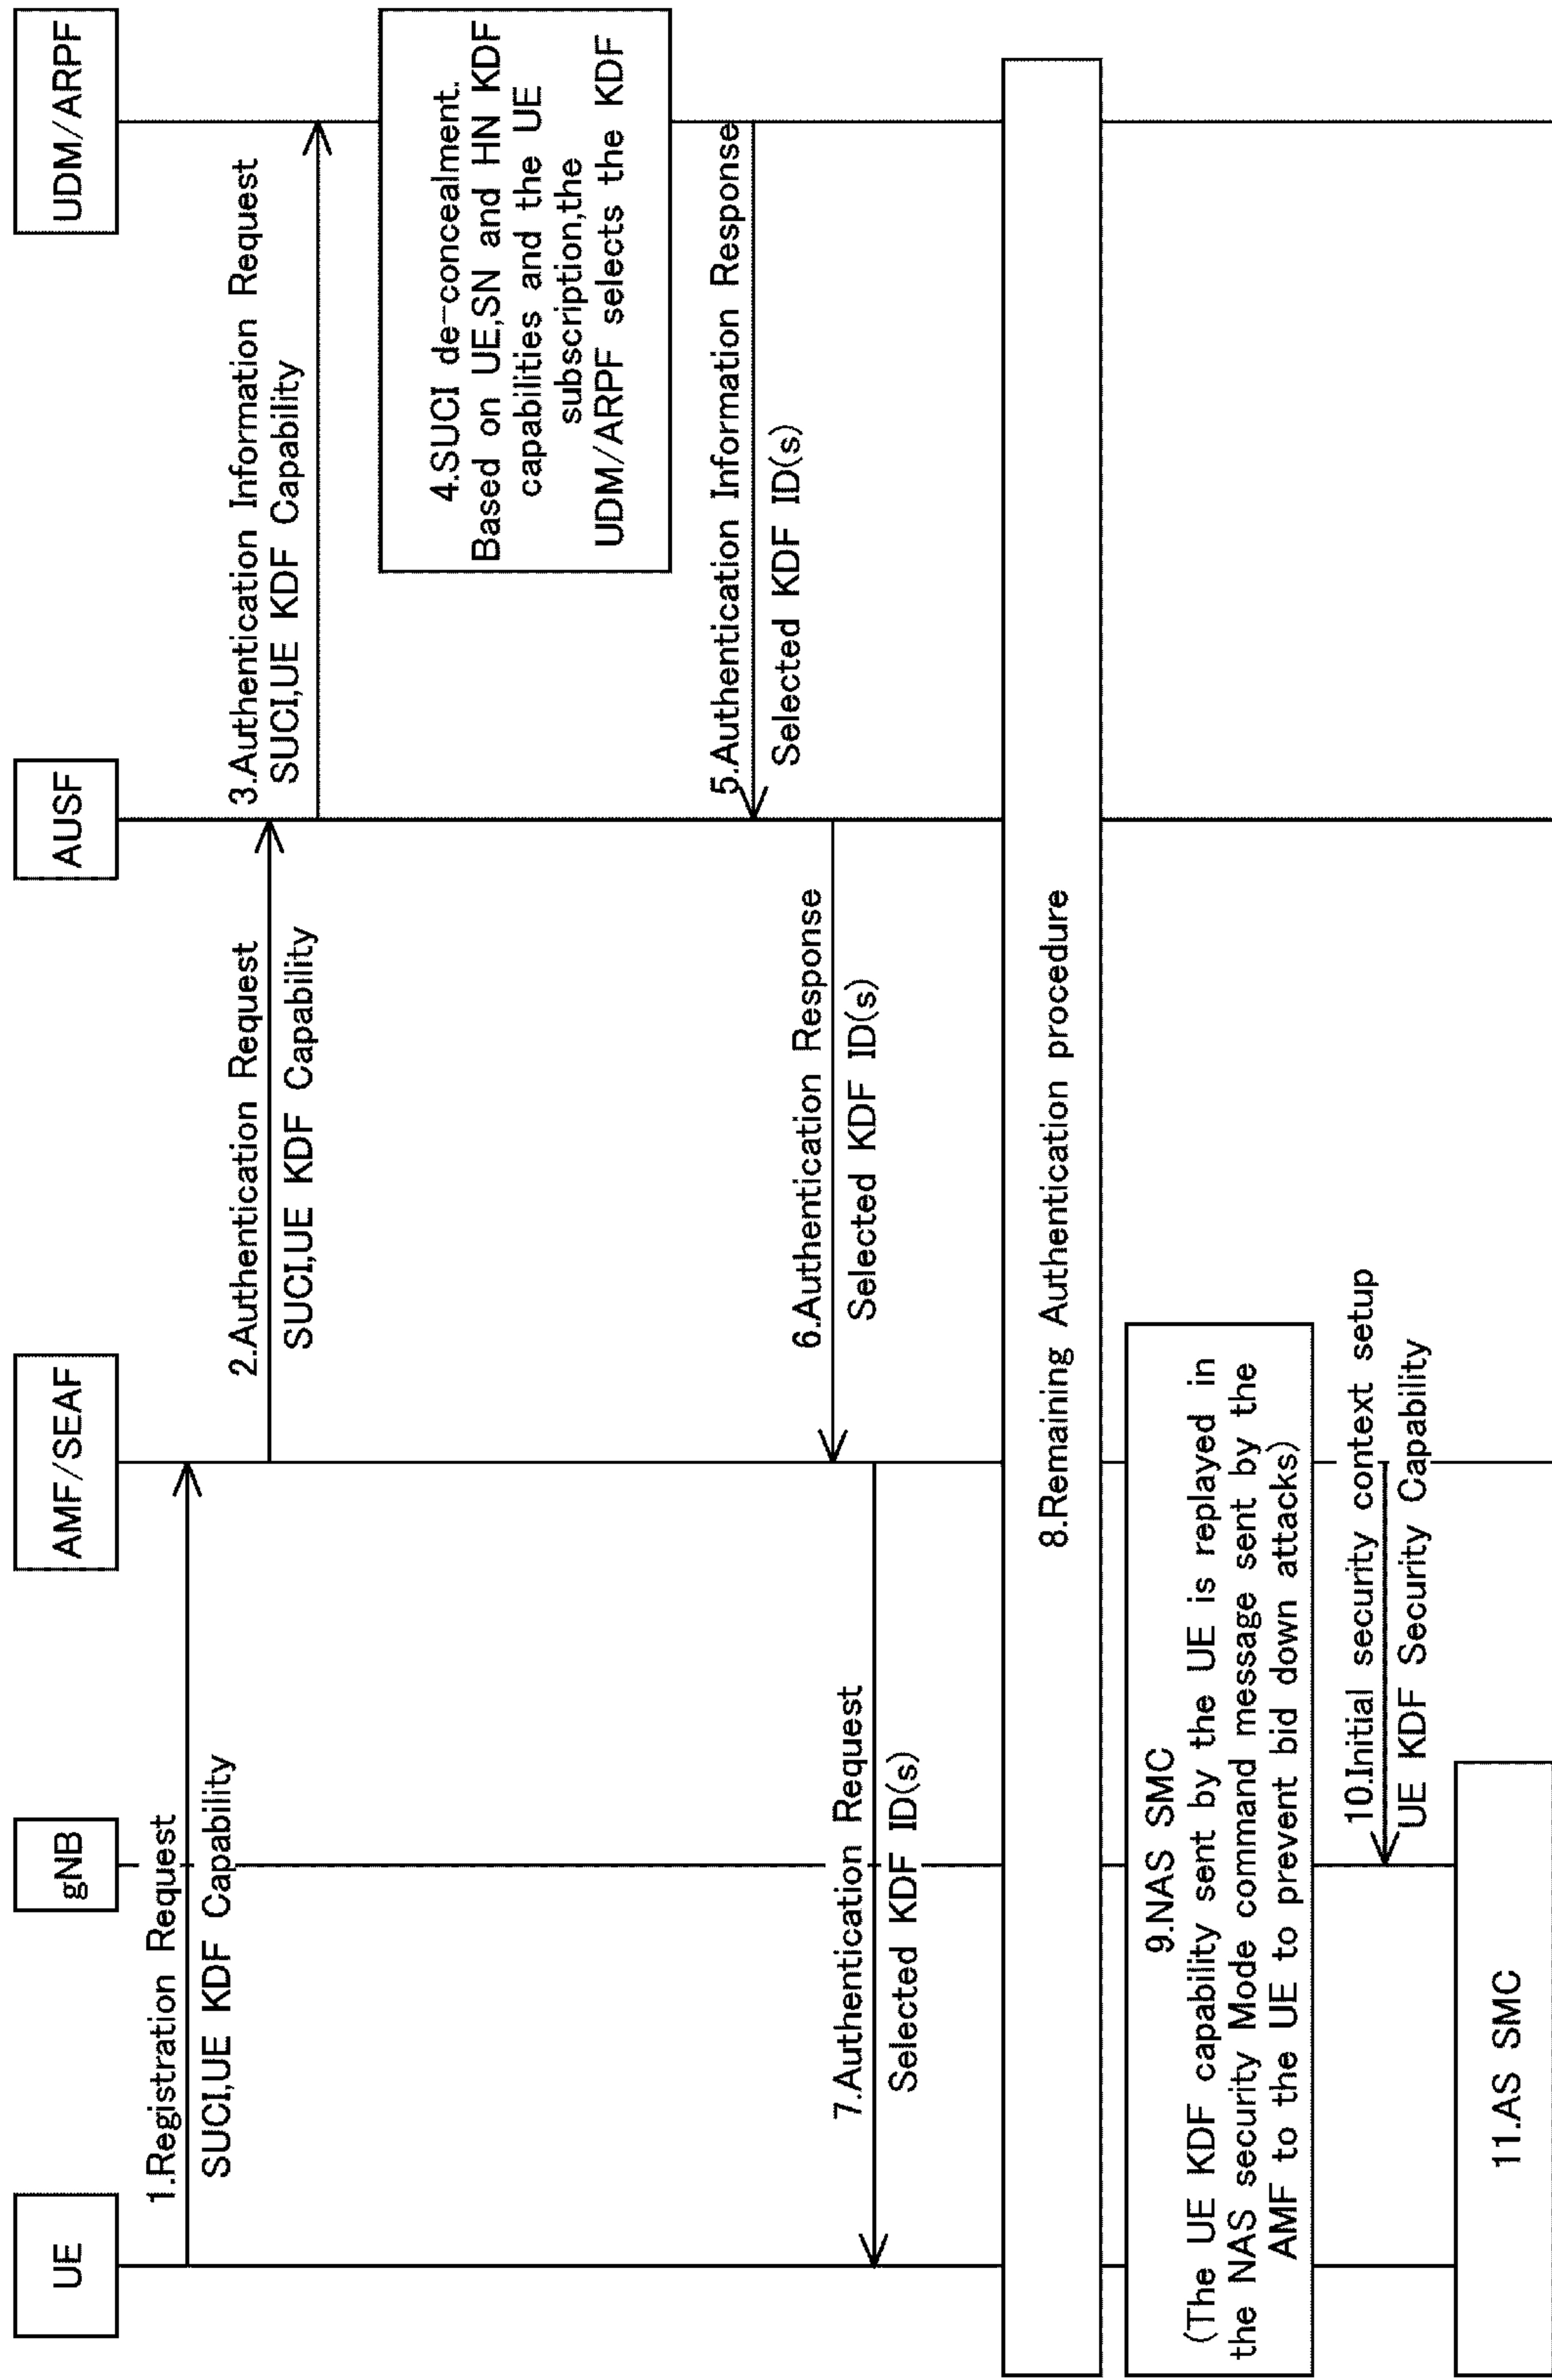 UE
gNB
AMF/SEAF
AUSF
UDM/ARPF
1.Registration Request
SUCI,UE KDF Capability
2.Authentication Request
SUCI,UE KDF Capability
3.Authentication Information Request
SUCI,UE KDF Capability
4.SUCI de-concealment.
Based on UE,SN and HN KDF
capabilities and the UE
subscription,the
UDM/ARPF selects the KDF
5.Authentication Information Response
Selected KDF ID(s)
6.Authentication Response
Selected KDF ID(s)
7.Authentication Request
Selected KDF ID(s)
8.Remaining Authentication procedure
9.NAS SMC
(The UE KDF capability sent by the UE is replayed in
the NAS security Mode command message sent by the
AMF to the UE to prevent bid down attacks)
10.Initial security context setup
UE KDF Security Capability
11.AS SMC